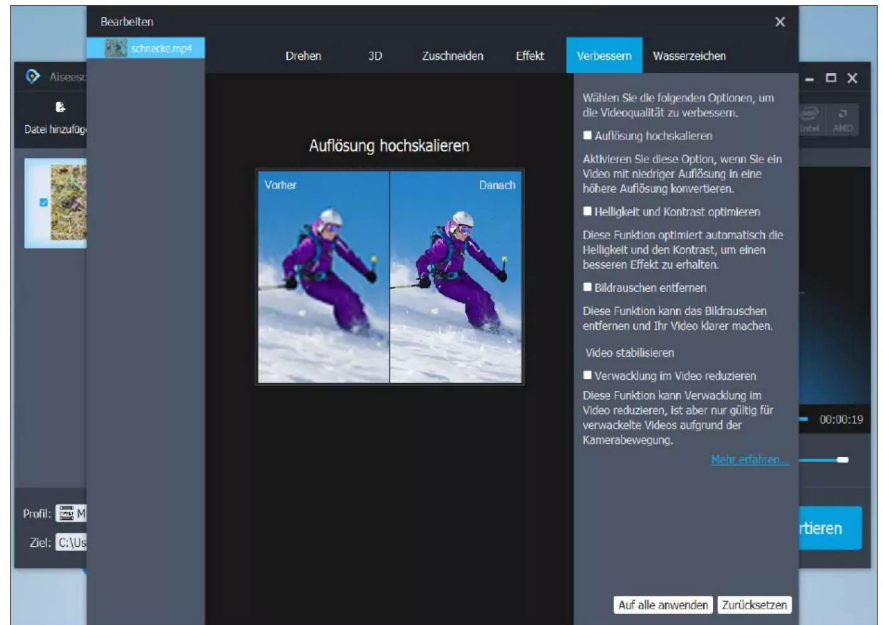 Bearbeiten
schnecke.mp4
Drehen 3D Zuschneiden Effekt Verbessern Wasserzeichen
Datei hinzufüg
Auflösung hochskalieren
Vorher Danach
Wählen Sie die folgenden Optionen, um
die Videoqualität zu verbessern.
Auflösung hochskalieren
Aktivieren Sie diese Option, wenn Sie ein
Video mit niedriger Auflösung in eine
höhere Auflösung konvertieren.
Helligkeit und Kontrast optimieren
Diese Funktion optimiert automatisch die
Helligkeit und den Kontrast, um einen
besseren Effekt zu erhalten.
Bildrauschen entfernen
Diese Funktion kann das Bildrauschen
entfernen und Ihr Video klarer machen.
Video stabilisieren
Verwacklung im Video reduzieren
Diese Funktion kann Verwacklung im
Video reduzieren, ist aber nur gültig für
verwackelte Videos aufgrund der
Kamerabewegung.
Mehr erfahren...
Auf alle anwenden Zurücksetzen
Aiseeso
Intel AMD
00:00:19
Profil: M
Ziel: C:\Us
rtieren